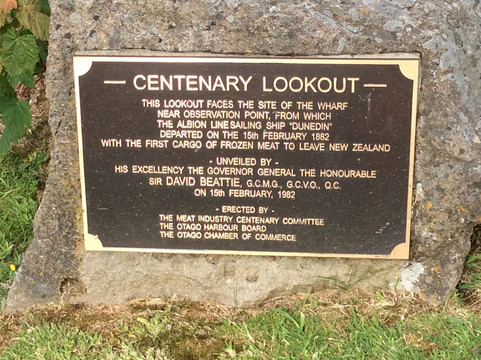 — CENTENARY LOOKOUT —
THIS LOOKOUT FACES THE SITE OF THE WHARF
NEAR OBSERVATION POINT, FROM WHICH
THE ALBION LINE SAILING SHIP "DUNEDIN"
DEPARTED ON THE 15th FEBRUARY 1882
WITH THE FIRST CARGO OF FROZEN MEAT TO LEAVE NEW ZEALAND
- UNVEILED BY -
HIS EXCELLENCY THE GOVERNOR GENERAL THE HONOURABLE
SIR DAVID BEATTIE, G.C.M.G., G.C.V.O., Q.C.
ON 15th FEBRUARY, 1982
- ERECTED BY -
THE MEAT INDUSTRY CENTENARY COMMITTEE
THE OTAGO HARBOUR BOARD
THE OTAGO CHAMBER OF COMMERCE